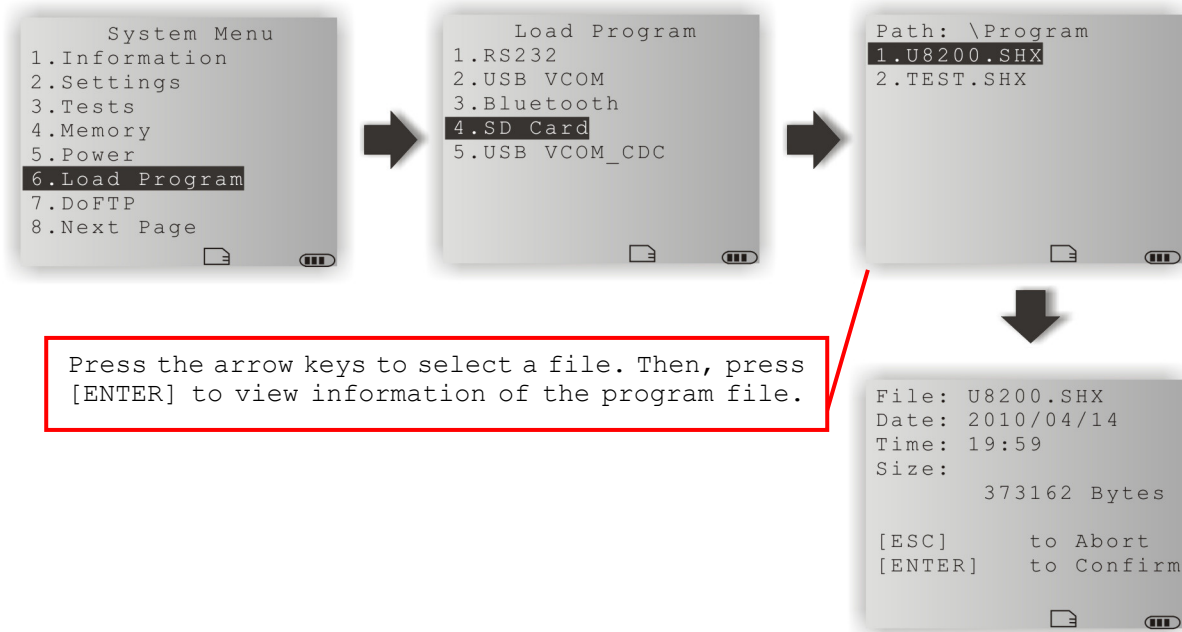 System Menu
1.Information
2.Settings
3.Tests
4.Memory
5.Power
6.Load Program
7.DoFTP
8.Next Page
Load Program
1.RS232
2.USB VCOM
3.Bluetooth
4.SD Card
5.USB VCOM_CDC
Path: \Program
1.U8200.SHX
2.TEST.SHX
Press the arrow keys to select a file. Then, press
[ENTER] to view information of the program file.
File: U8200.SHX
Date: 2010/04/14
Time: 19:59
Size:
373162 Bytes
[ESC] to Abort
[ENTER] to Confirm